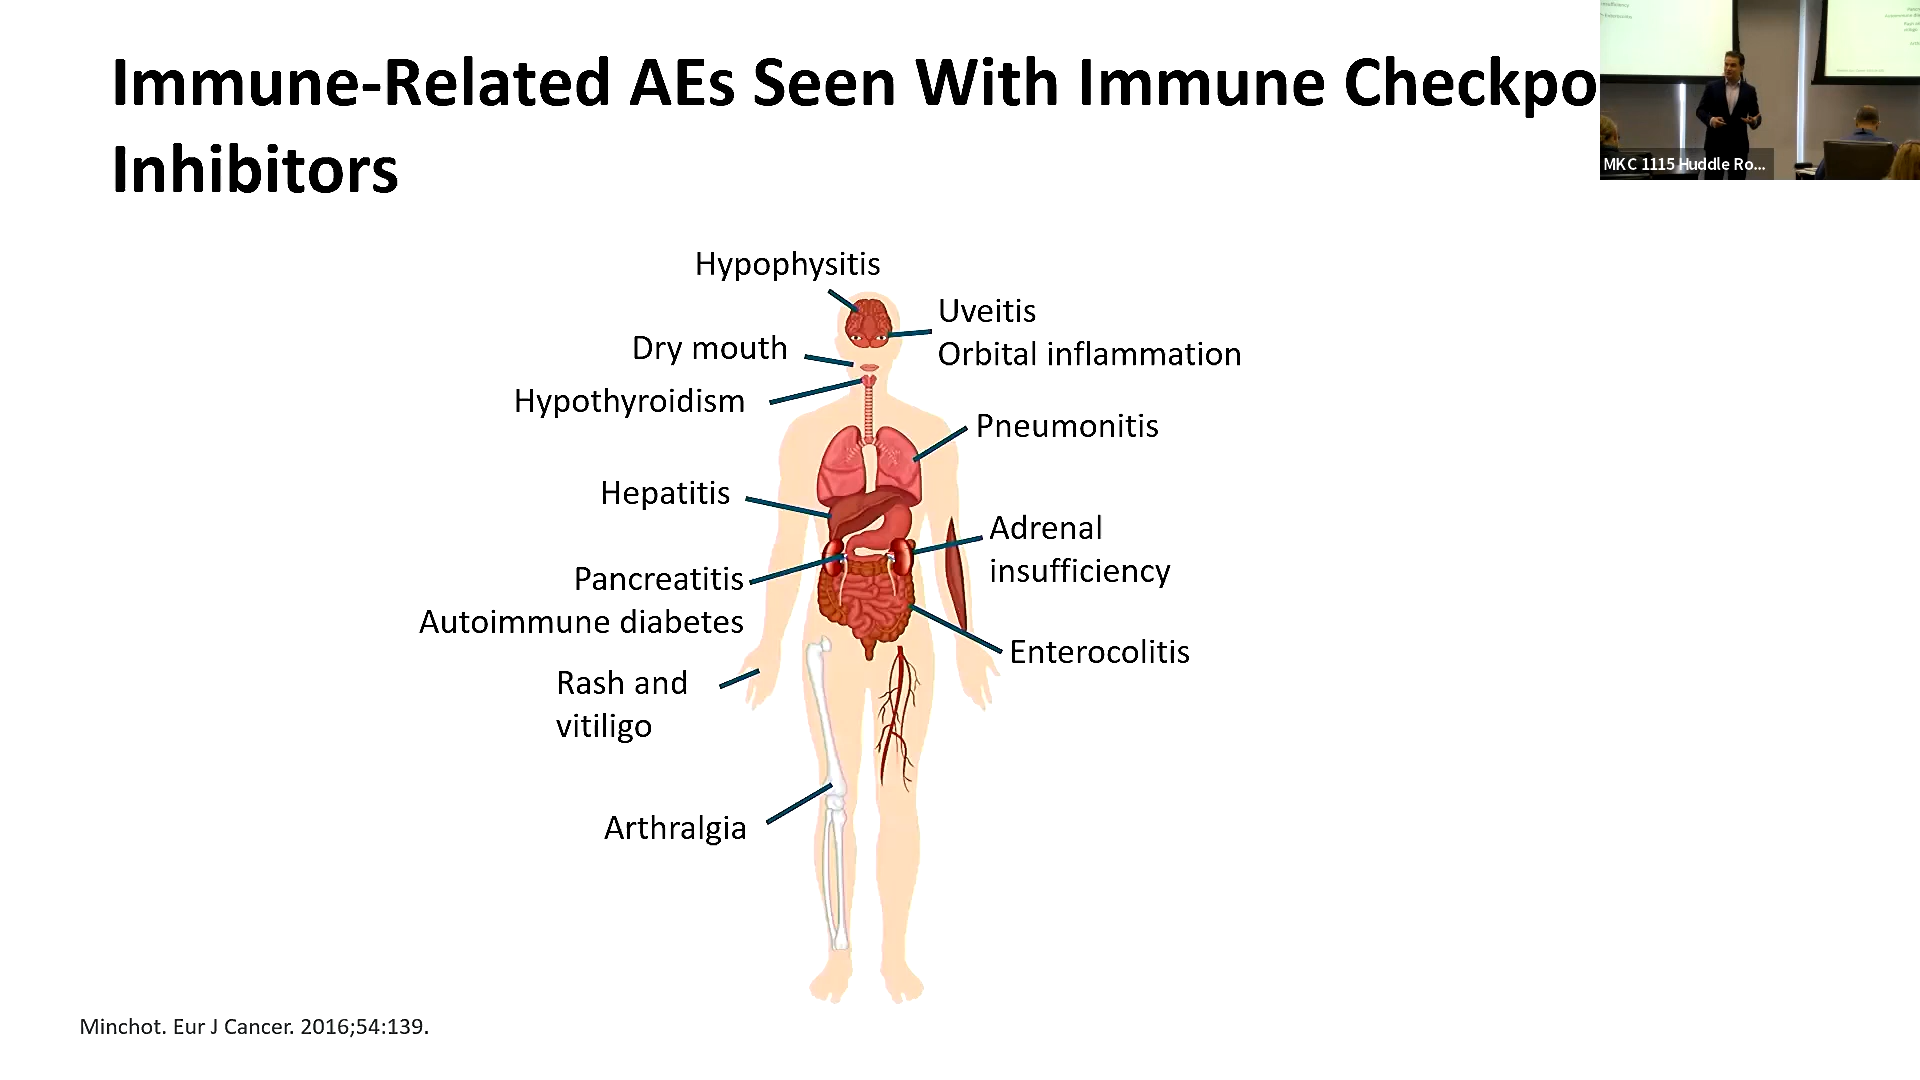 Immune-Related AEs Seen With Immune Checkpo
Inhibitors
MKC 1115 Huddle Ro...
Hypophysitis
Uveitis
Orbital inflammation
Dry mouth
Hypothyroidism
Pneumonitis
Hepatitis
Adrenal
insufficiency
Pancreatitis
Autoimmune diabetes
Enterocolitis
Rash and
vitiligo
Arthralgia
Minchot. Eur J Cancer. 2016;54:139.